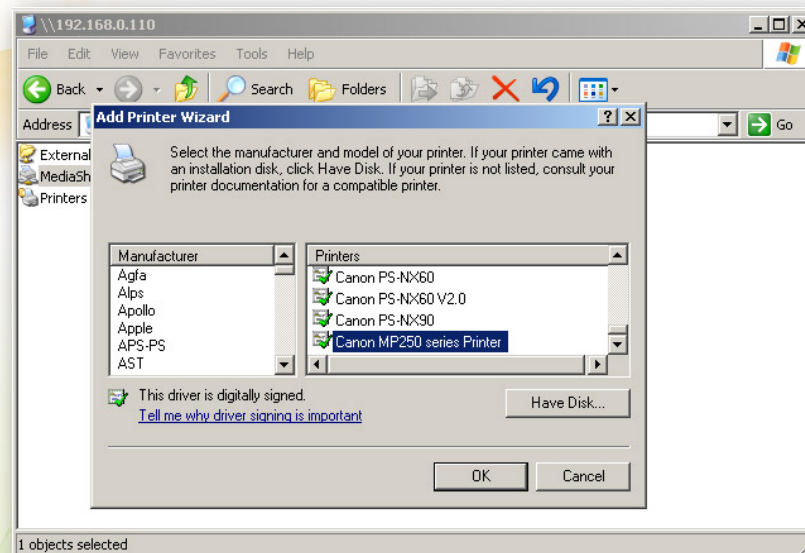 \\192.168.0.110
File Edit View Favorites Tools Help
Back Search Folders
Address Go
External
MediaSh
Printers
Add Printer Wizard
Select the manufacturer and model of your printer. If your printer came with
an installation disk, click Have Disk. If your printer is not listed, consult your
printer documentation for a compatible printer.
Manufacturer
Agfa
Alps
Apollo
Apple
APS-PS
AST
Printers
Canon PS-NX60
Canon PS-NX60 V2.0
Canon PS-NX90
Canon MP250 series Printer
This driver is digitally signed.
Tell me why driver signing is important
Have Disk...
OK Cancel
1 objects selected